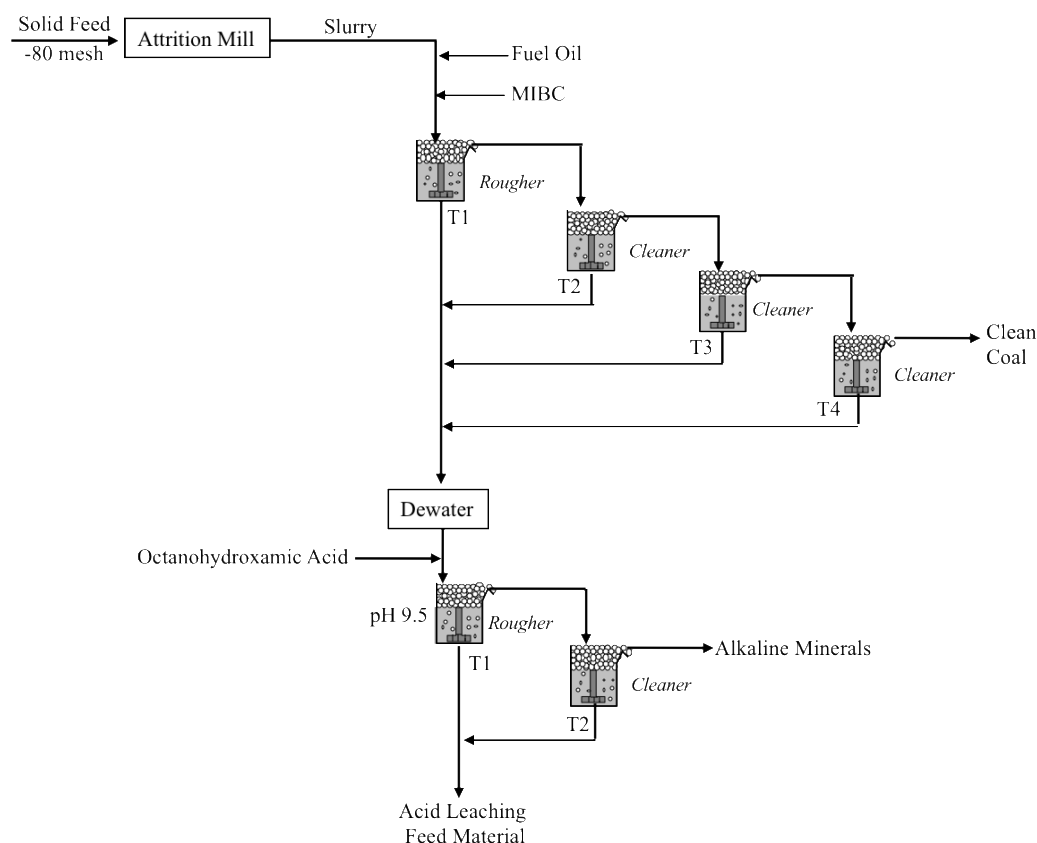 Solid Feed
-80 mesh
Attrition Mill
Slurry
Fuel Oil
MIBC
Rougher
T1
Cleaner
T2
Cleaner
T3
Clean
Coal
Cleaner
T4
Dewater
Octanohydroxamic Acid
pH 9.5
Rougher
T1
Alkaline Minerals
Cleaner
T2
Acid Leaching
Feed Material